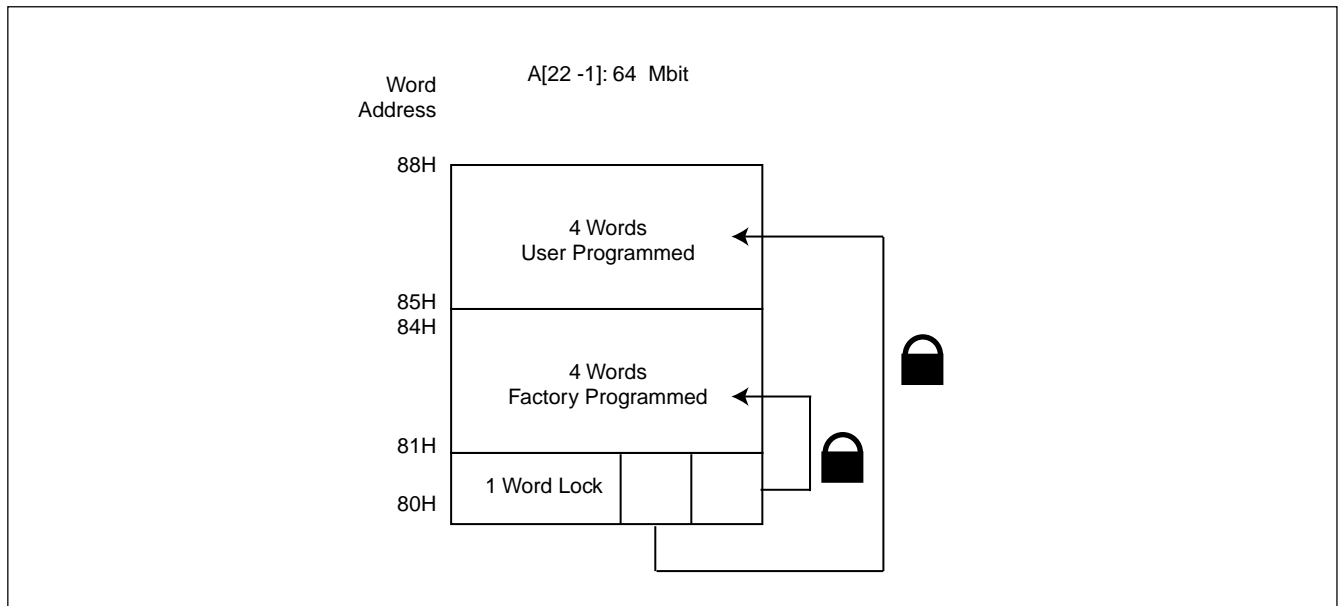 A[22 -1]: 64 Mbit
Word
Address
88H
4 Words
User Programmed
85H
84H
4 Words
Factory Programmed
81H
1 Word Lock
80H